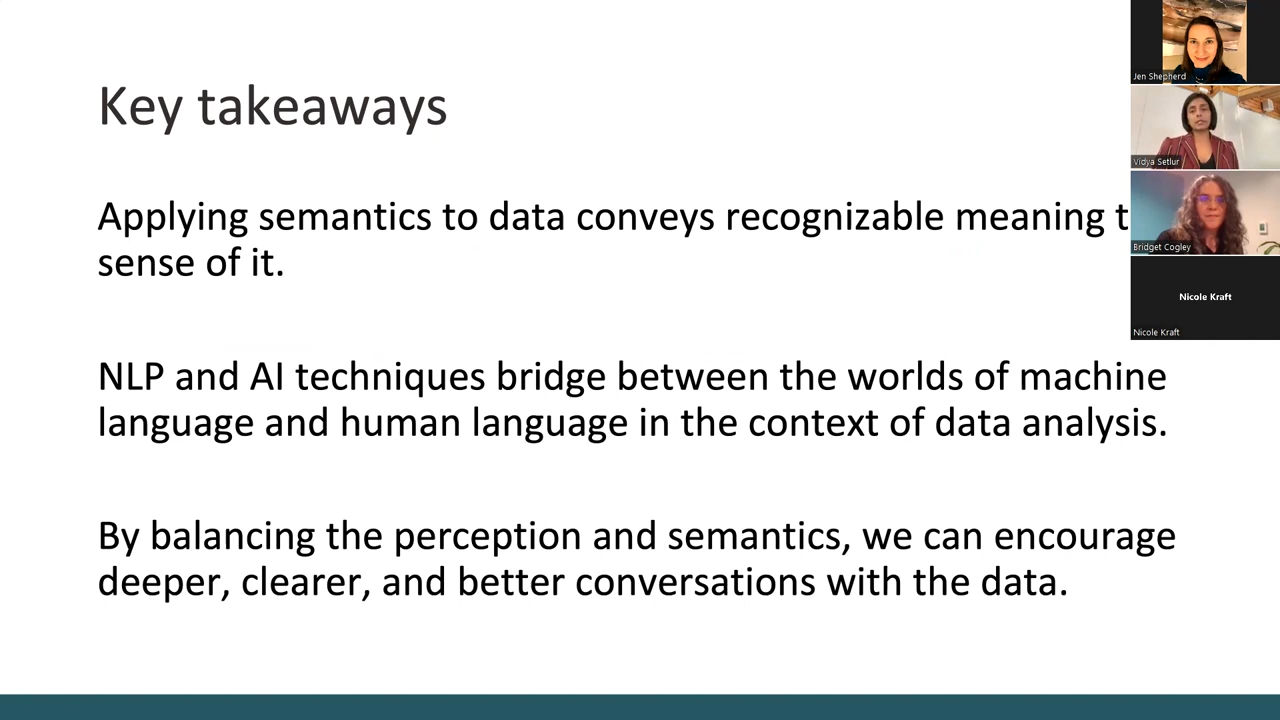 Key takeaways
Applying semantics to data conveys recognizable meaning
sense of it.
NLP and AI techniques bridge between the worlds of machine
language and human language in the context of data analysis.
By balancing the perception and semantics, we can encourage
deeper, clearer, and better conversations with the data.
Jen Shepherd
Vidya Setlur
Bridget Cogley
Nicole Kraft
Nicole Kraft